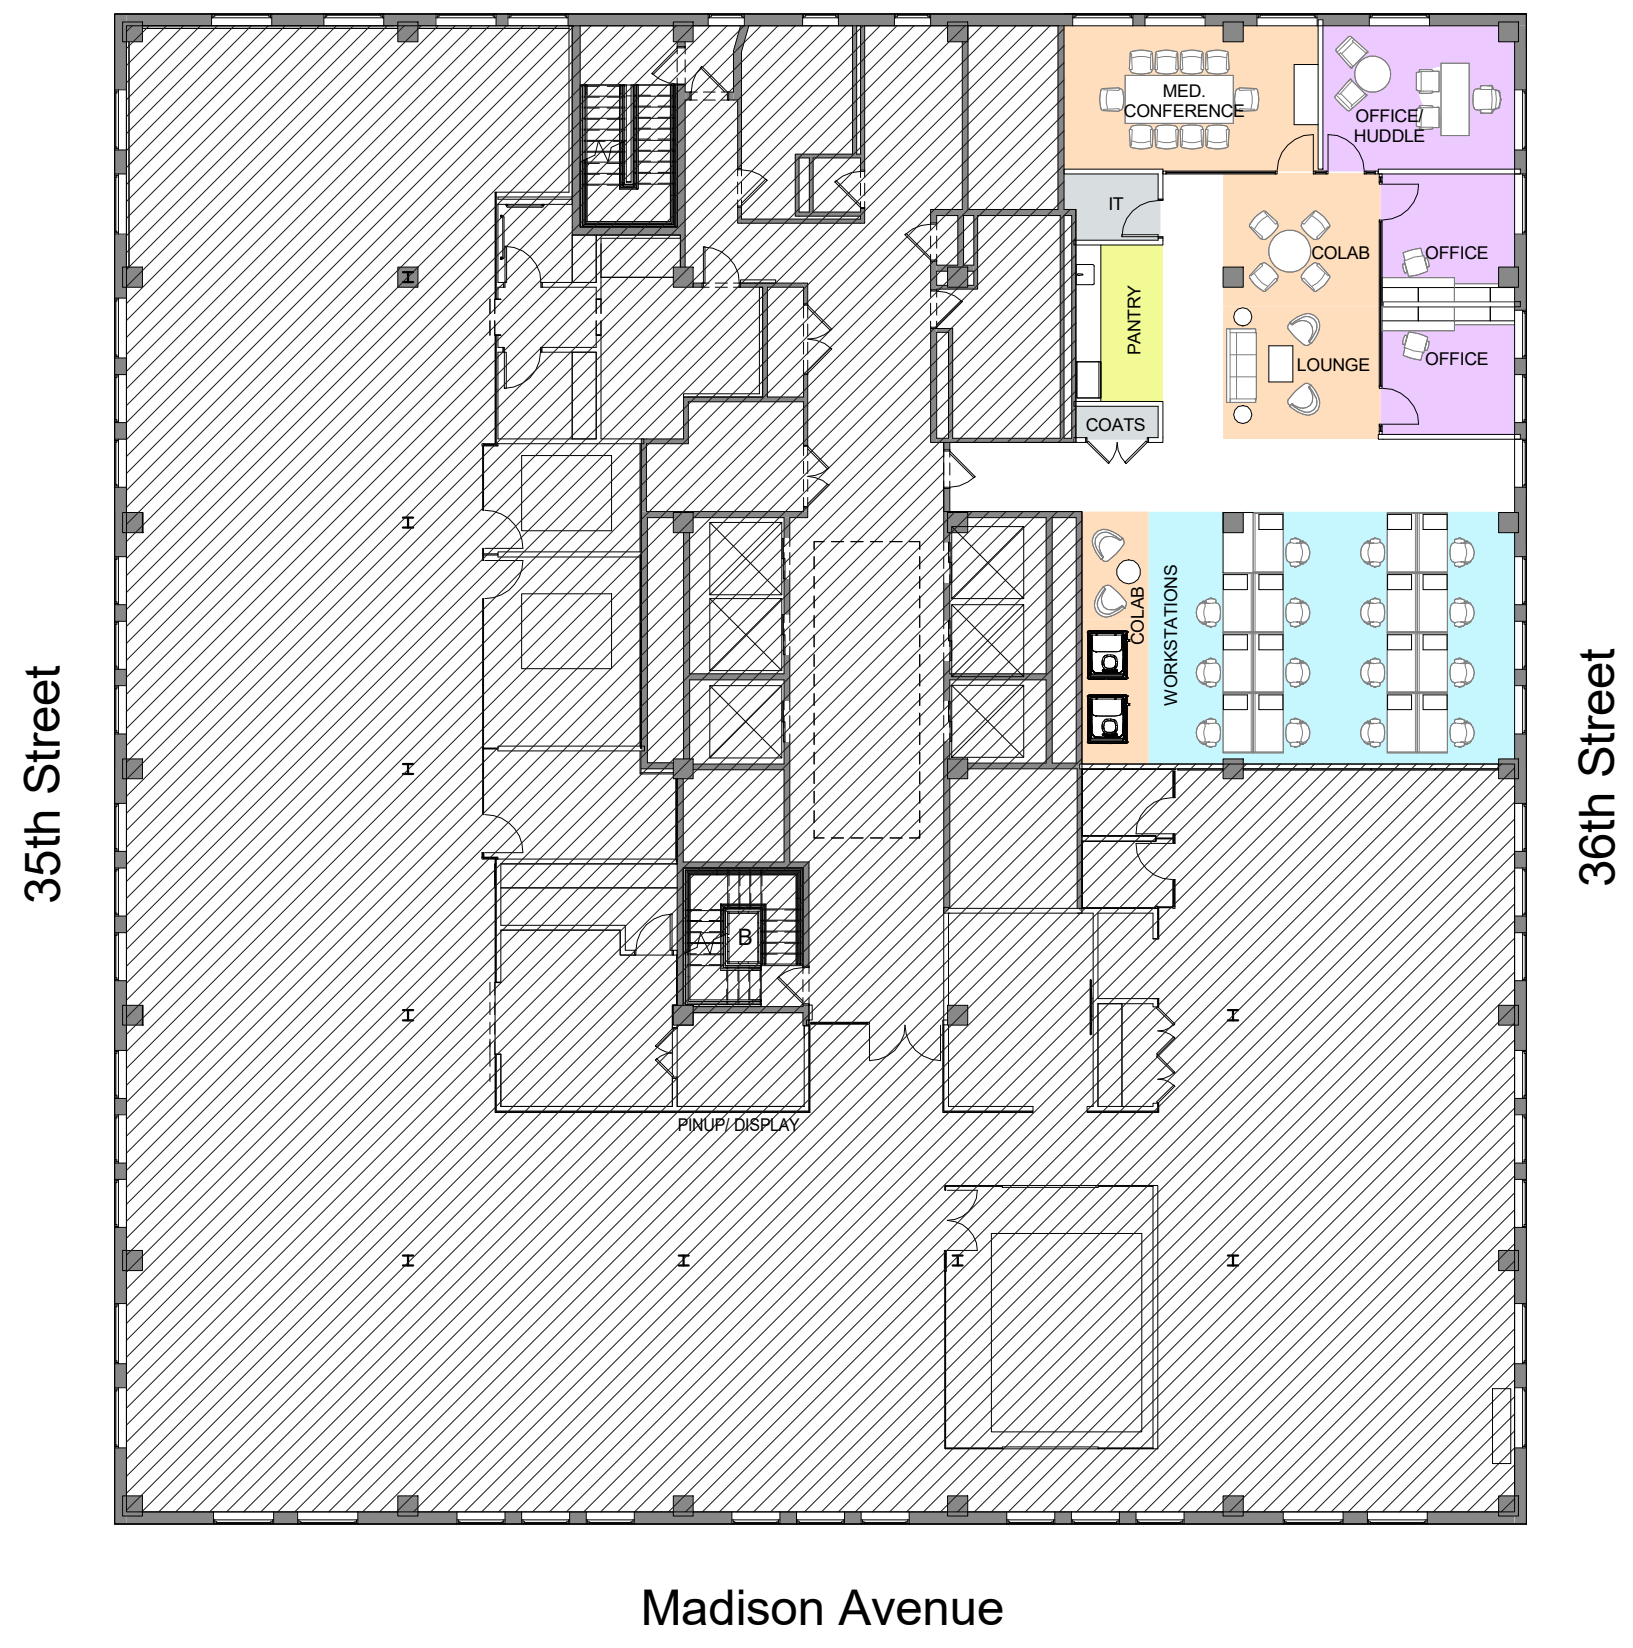 MED.
CONFERENCE
OFFICE/
HUDDLE
IT
COLAB
OFFICE
PANTRY
LOUNGE
OFFICE
COATS
COLAB
WORKSTATIONS
35th Street
36th Street
B
PINUP/ DISPLAY
Madison Avenue